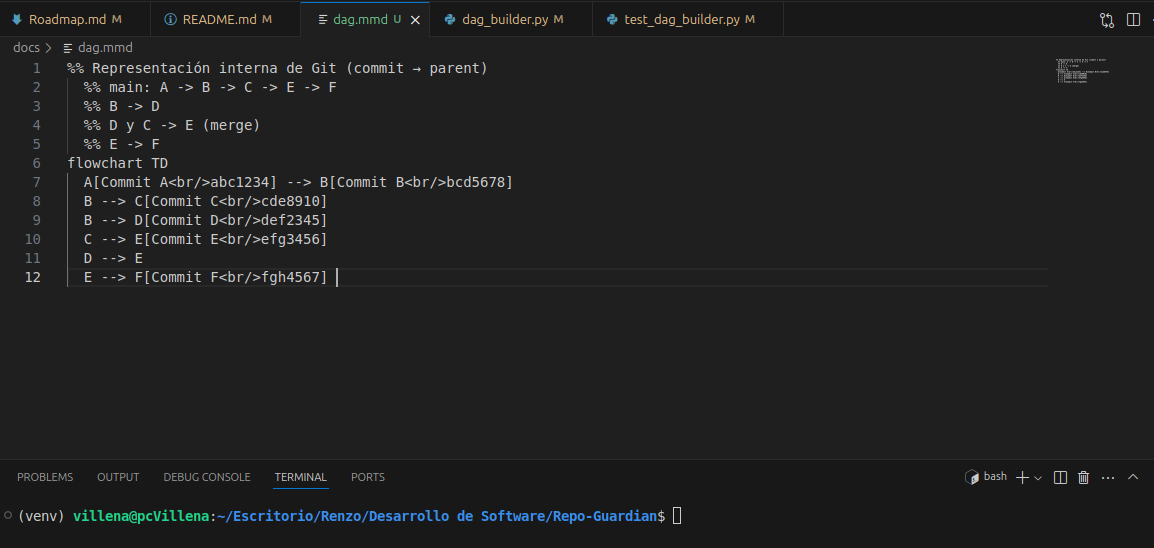 Roadmap.md M README.md M dag.mmd U dag_builder.py M test_dag_builder.py M
docs > dag.mmd
1 %% Representación interna de Git (commit → parent)
2 %% main: A -> B -> C -> E -> F
3 %% B -> D
4 %% D y C -> E (merge)
5 %% E -> F
6 flowchart TD
7 A[Commit A<br/>abc1234] --> B[Commit B<br/>bcd5678]
8 B --> C[Commit C<br/>cde8910]
9 B --> D[Commit D<br/>def2345]
10 C --> E[Commit E<br/>efg3456]
11 D --> E
12 E --> F[Commit F<br/>fgh4567]
PROBLEMS OUTPUT DEBUG CONSOLE TERMINAL PORTS bash
(venv) villena@pcVillena:~/Escritorio/Renzo/Desarrollo de Software/Repo-Guardian$